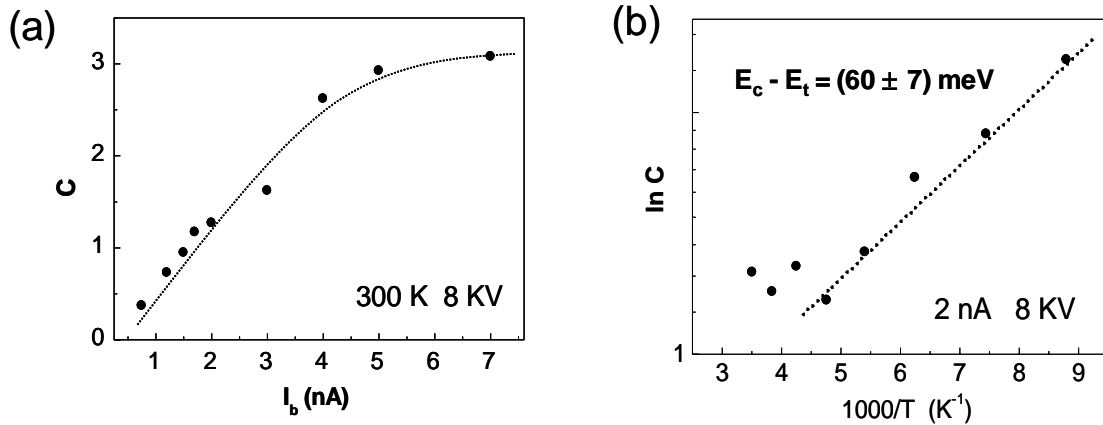 (a)
3
2
1
0
C
1 2 3 4 5 6 7
I_b (nA)
300 K 8 KV
(b)
E_c - E_t = (60 ± 7) meV
ln C
1
3 4 5 6 7 8 9
1000/T (K^-1)
2 nA 8 KV